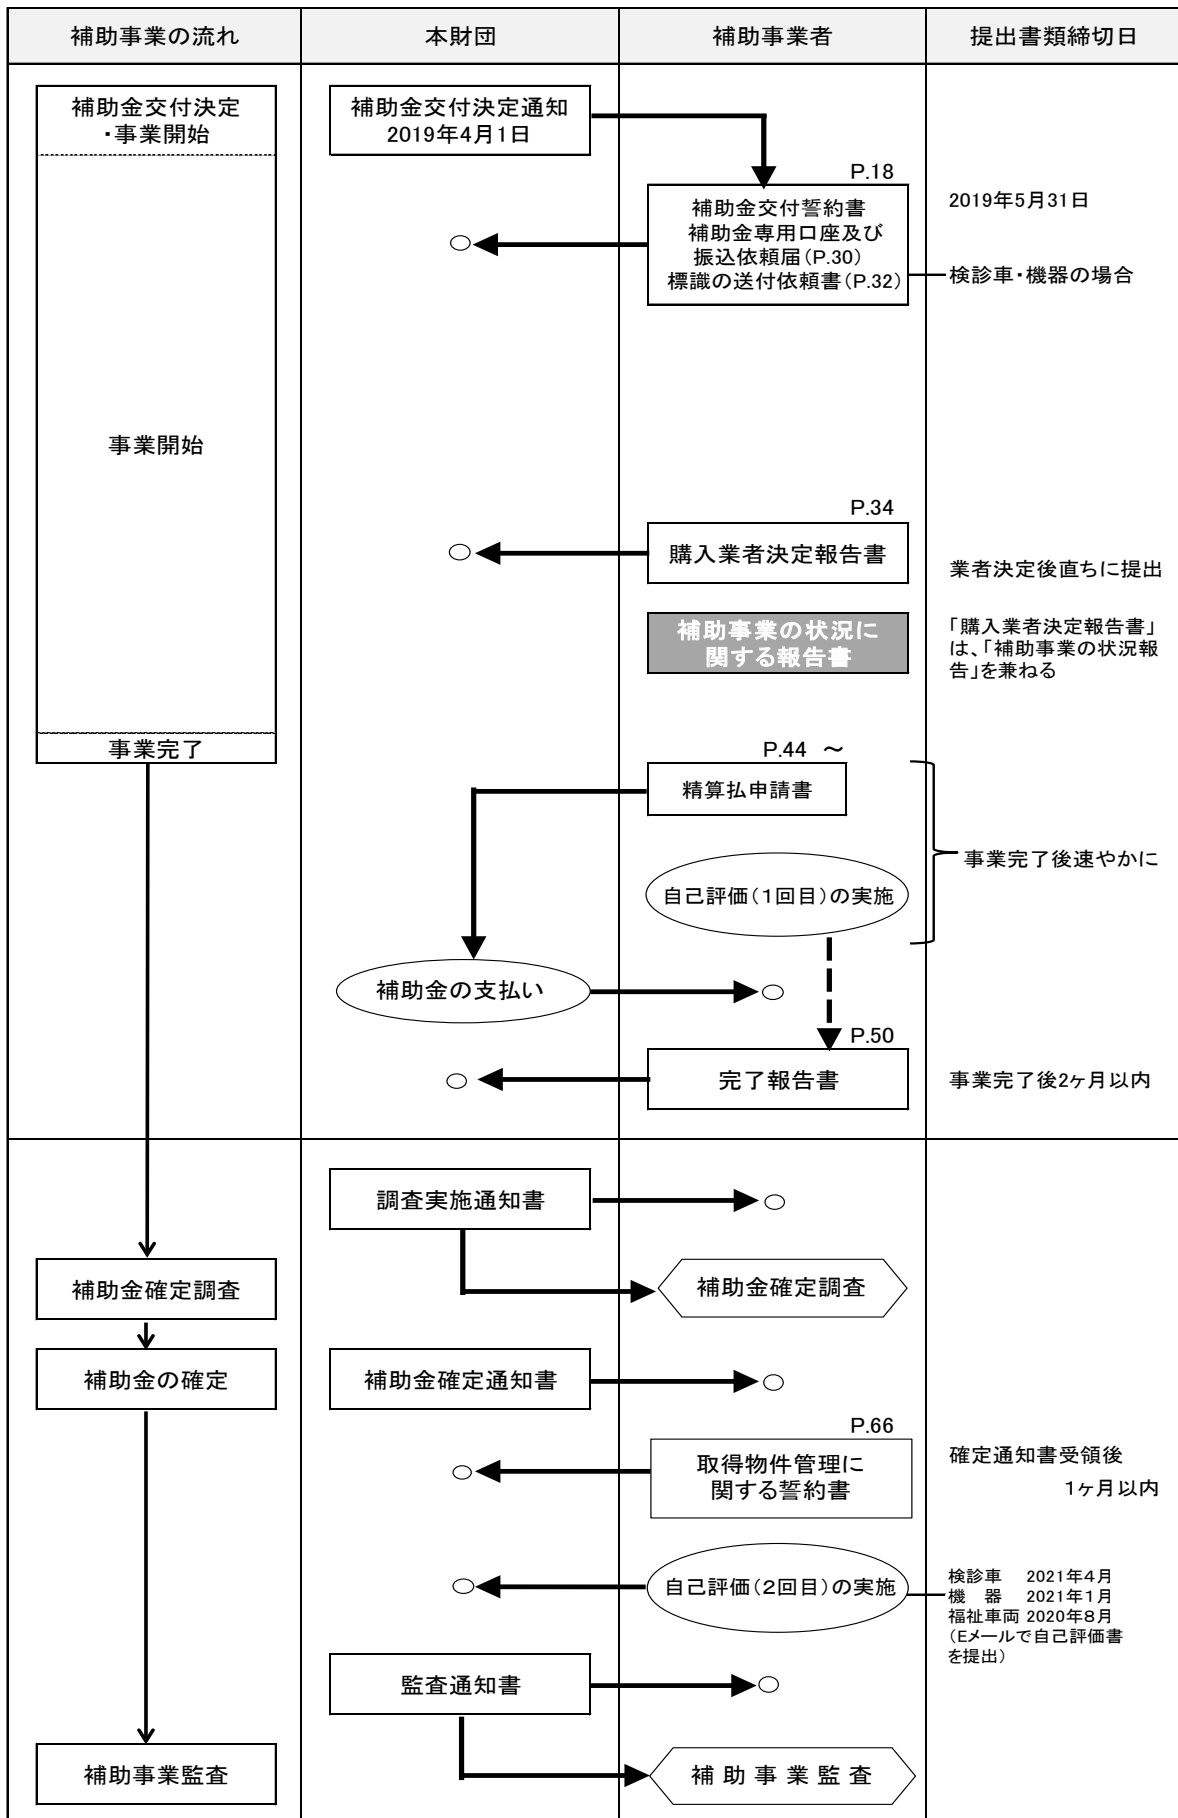 補助事業の流れ
本財団
補助事業者
提出書類締切日
補助金交付決定
・事業開始
補助金交付決定通知
2019年4月1日
P.18
補助金交付誓約書
補助金専用口座及び
振込依頼届(P.30)
標識の送付依頼書(P.32)
2019年5月31日
検診車・機器の場合
事業開始
P.34
購入業者決定報告書
業者決定後直ちに提出
補助事業の状況に
関する報告書
「購入業者決定報告書」
は、「補助事業の状況報
告」を兼ねる
事業完了
P.44 ～
精算払申請書
事業完了後速やかに
自己評価(1回目)の実施
補助金の支払い
P.50
完了報告書
事業完了後2ヶ月以内
調査実施通知書
補助金確定調査
補助金確定調査
補助金の確定
補助金確定通知書
P.66
取得物件管理に
関する誓約書
確定通知書受領後
1ヶ月以内
自己評価(2回目)の実施
検診車 2021年4月
機 器 2021年1月
福祉車両 2020年8月
(Eメールで自己評価書
を提出)
監査通知書
補助事業監査
補 助 事 業 監 査